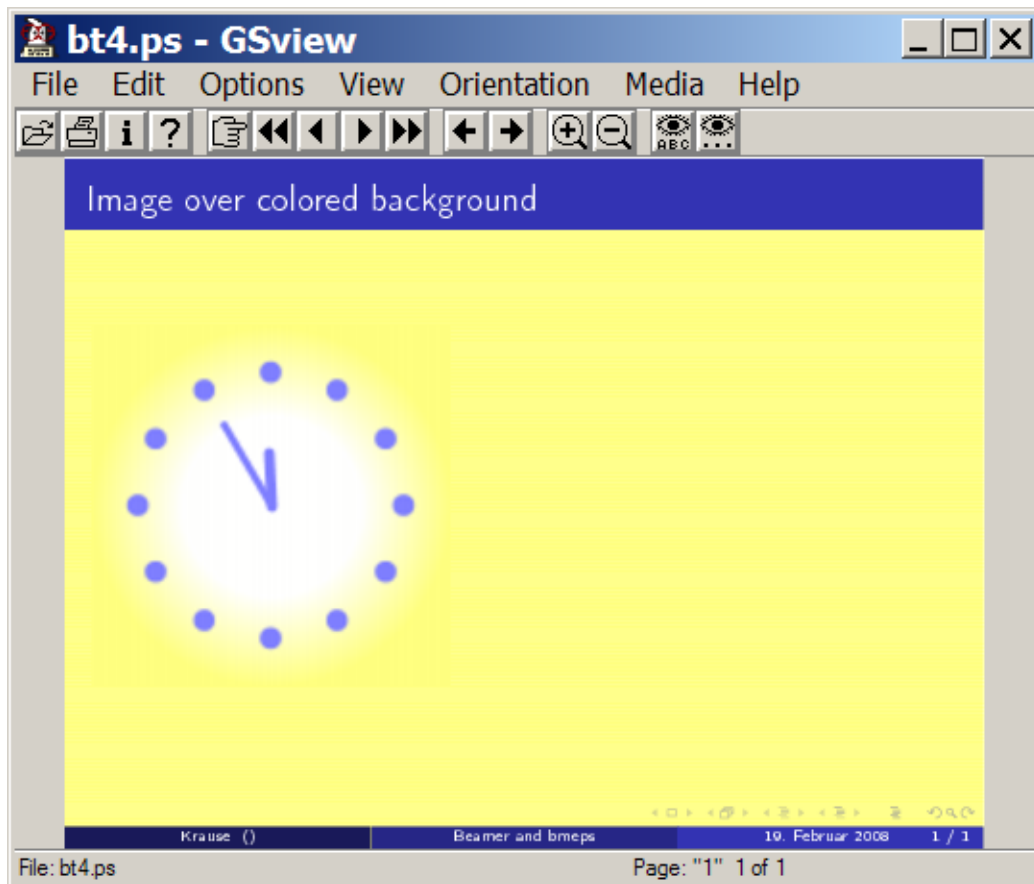 bt4.ps - GSview
File Edit Options View Orientation Media Help
i ? ABC ...
Image over colored background
Krause () Beamer and bmeps 19. Februar 2008 1 / 1
File: bt4.ps Page: "1" 1 of 1